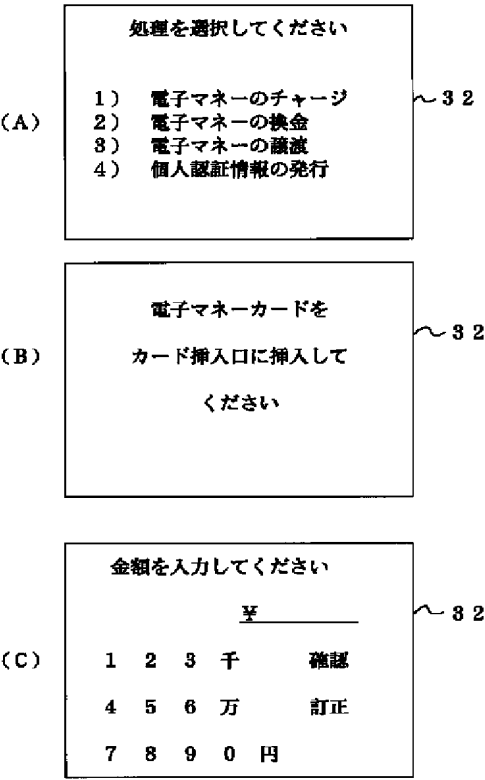 処理を選択してください
1) 電子マネーのチャージ
(A) 2) 電子マネーの換金
3) 電子マネーの譲渡
4) 個人認証情報の発行
32
電子マネーカードを
(B) カード挿入口に挿入して
ください
32
金額を入力してください
¥
32
(C) 1 2 3 千 確認
4 5 6 万 訂正
7 8 9 0 円